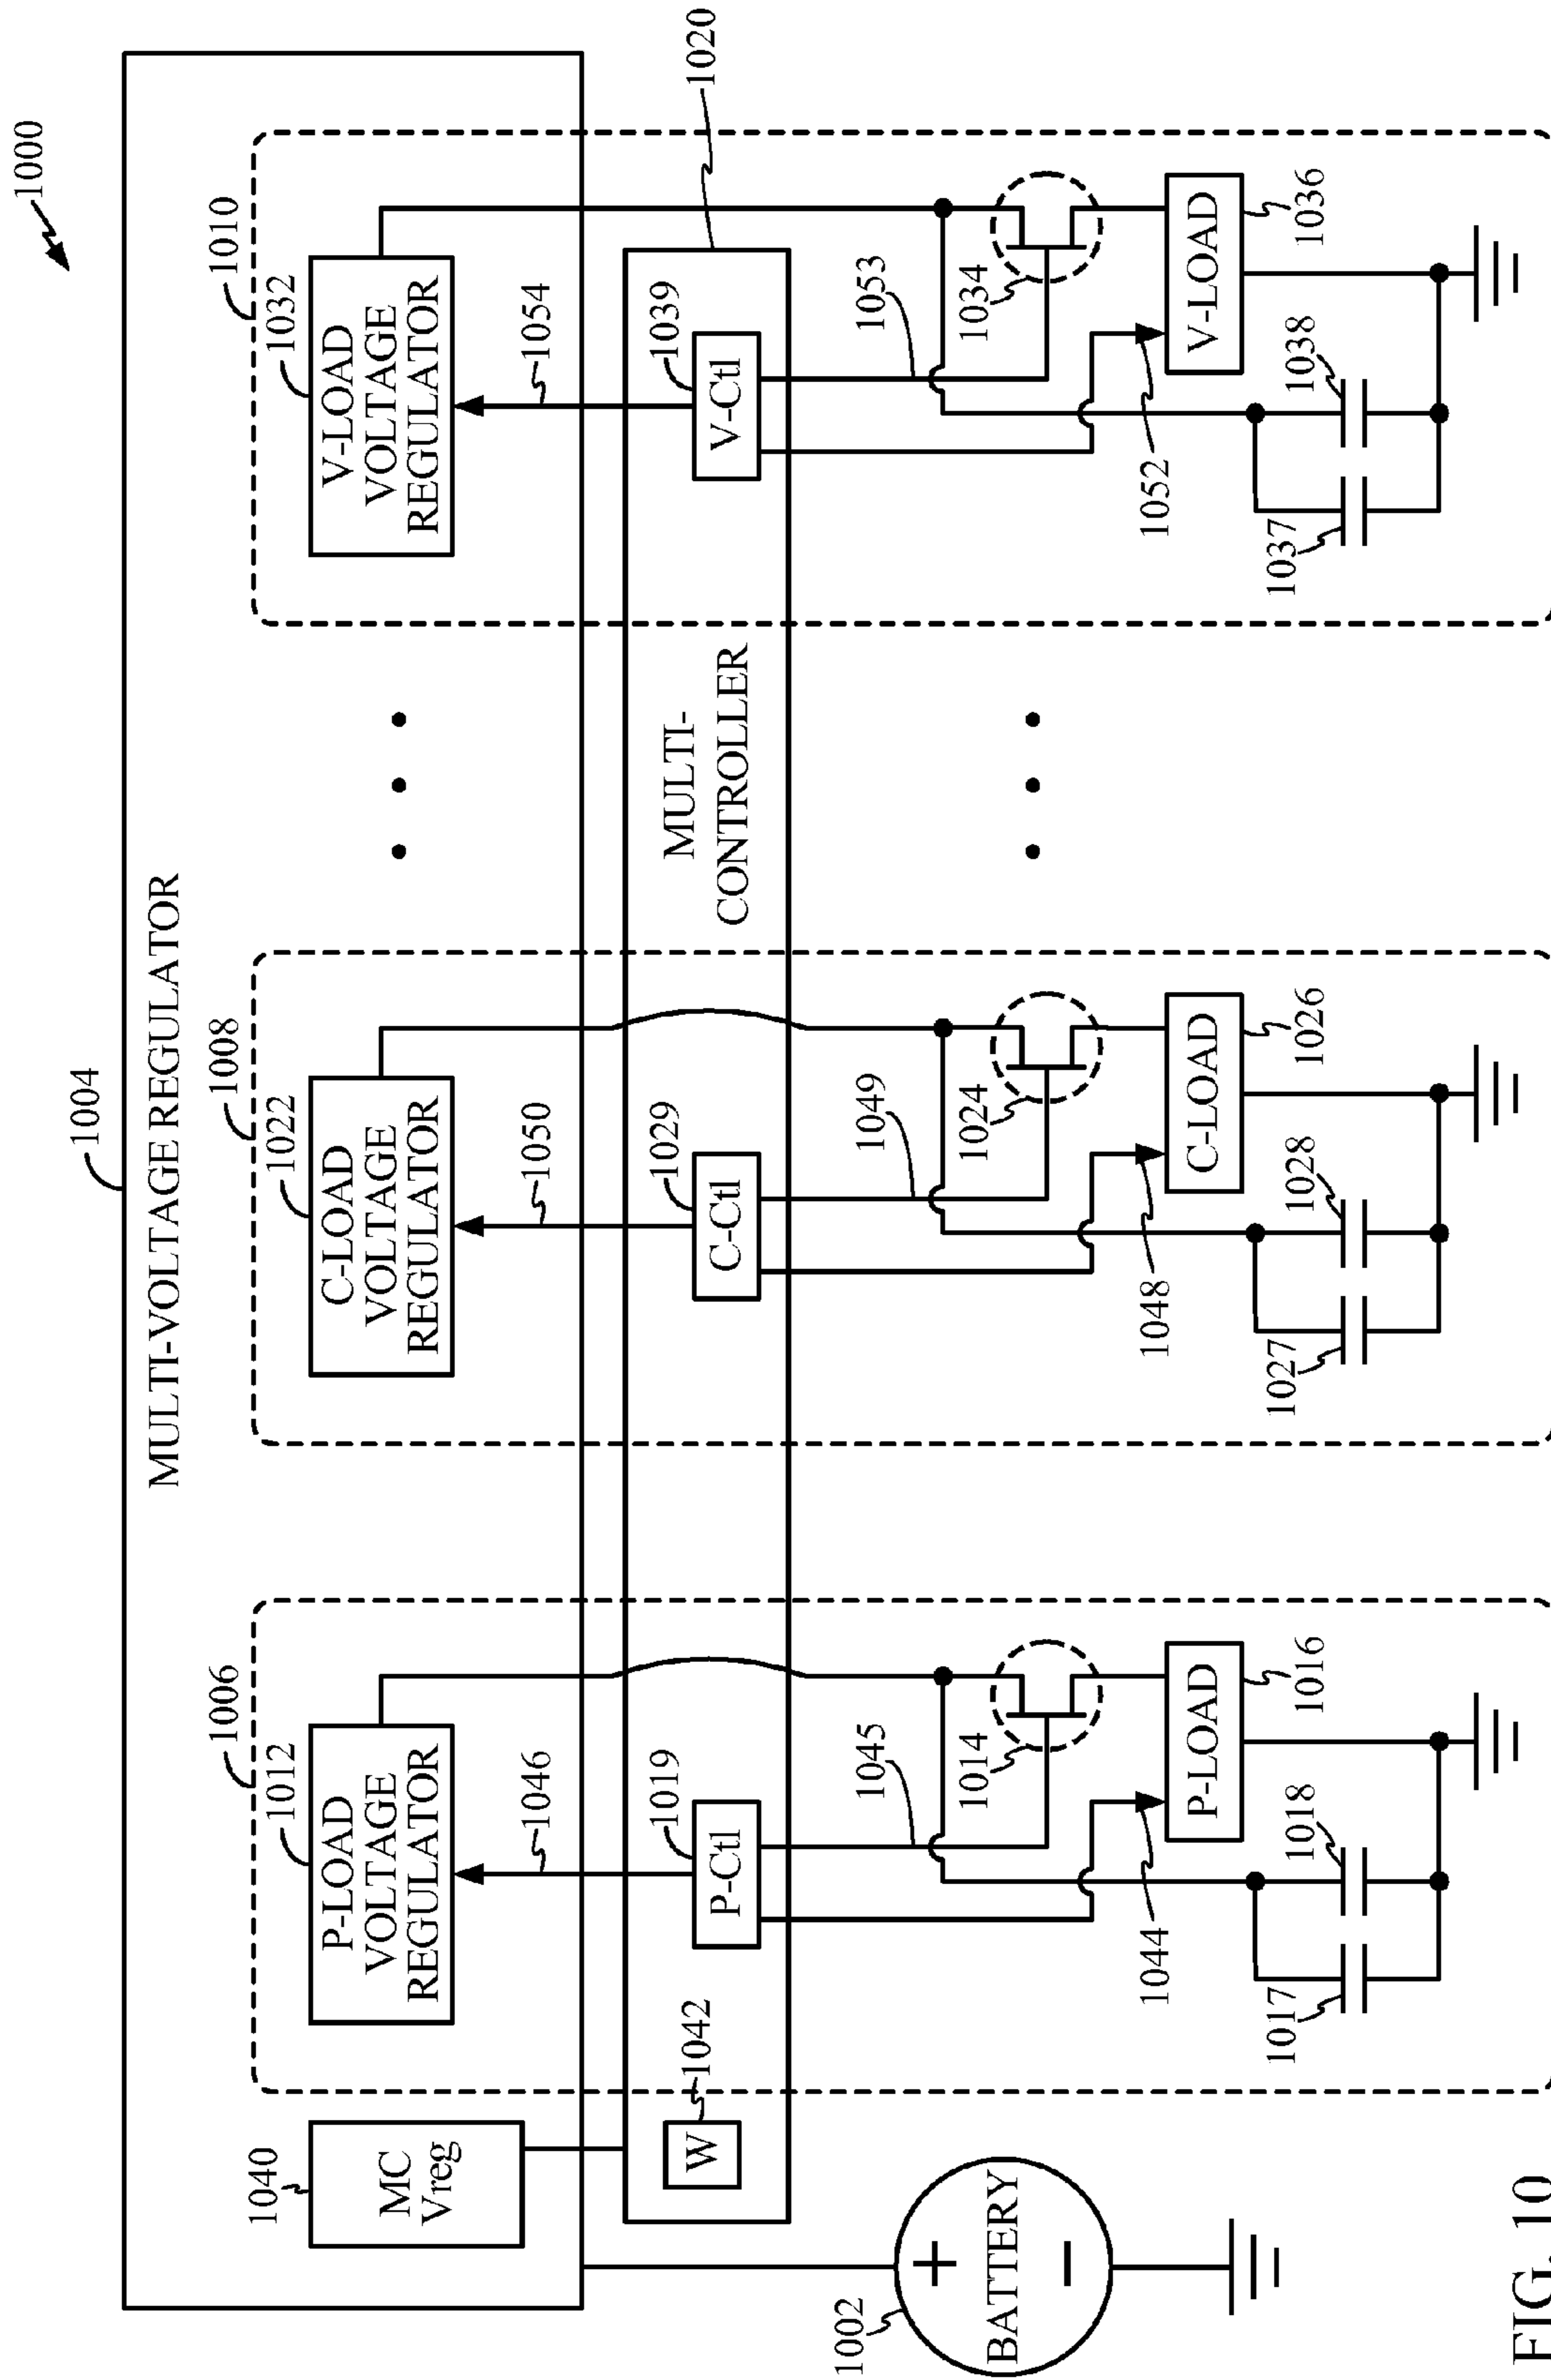 1000
1004
MULTI-VOLTAGE REGULATOR
1040
MC
Vreg
1006
1012
P-LOAD
VOLTAGE
REGULATOR
1008
1022
C-LOAD
VOLTAGE
REGULATOR
1010
1032
V-LOAD
VOLTAGE
REGULATOR
1046
1050
1054
1020
W
1042
P-Ctl
1019
C-Ctl
1029
MULTI-
CONTROLLER
V-Ctl
1039
1002
+
BATTERY
−
1045
1014
1044
P-LOAD
1016
1017
1018
1049
1024
1048
C-LOAD
1026
1027
1028
1053
1034
1052
V-LOAD
1036
1037
1038
FIG. 10